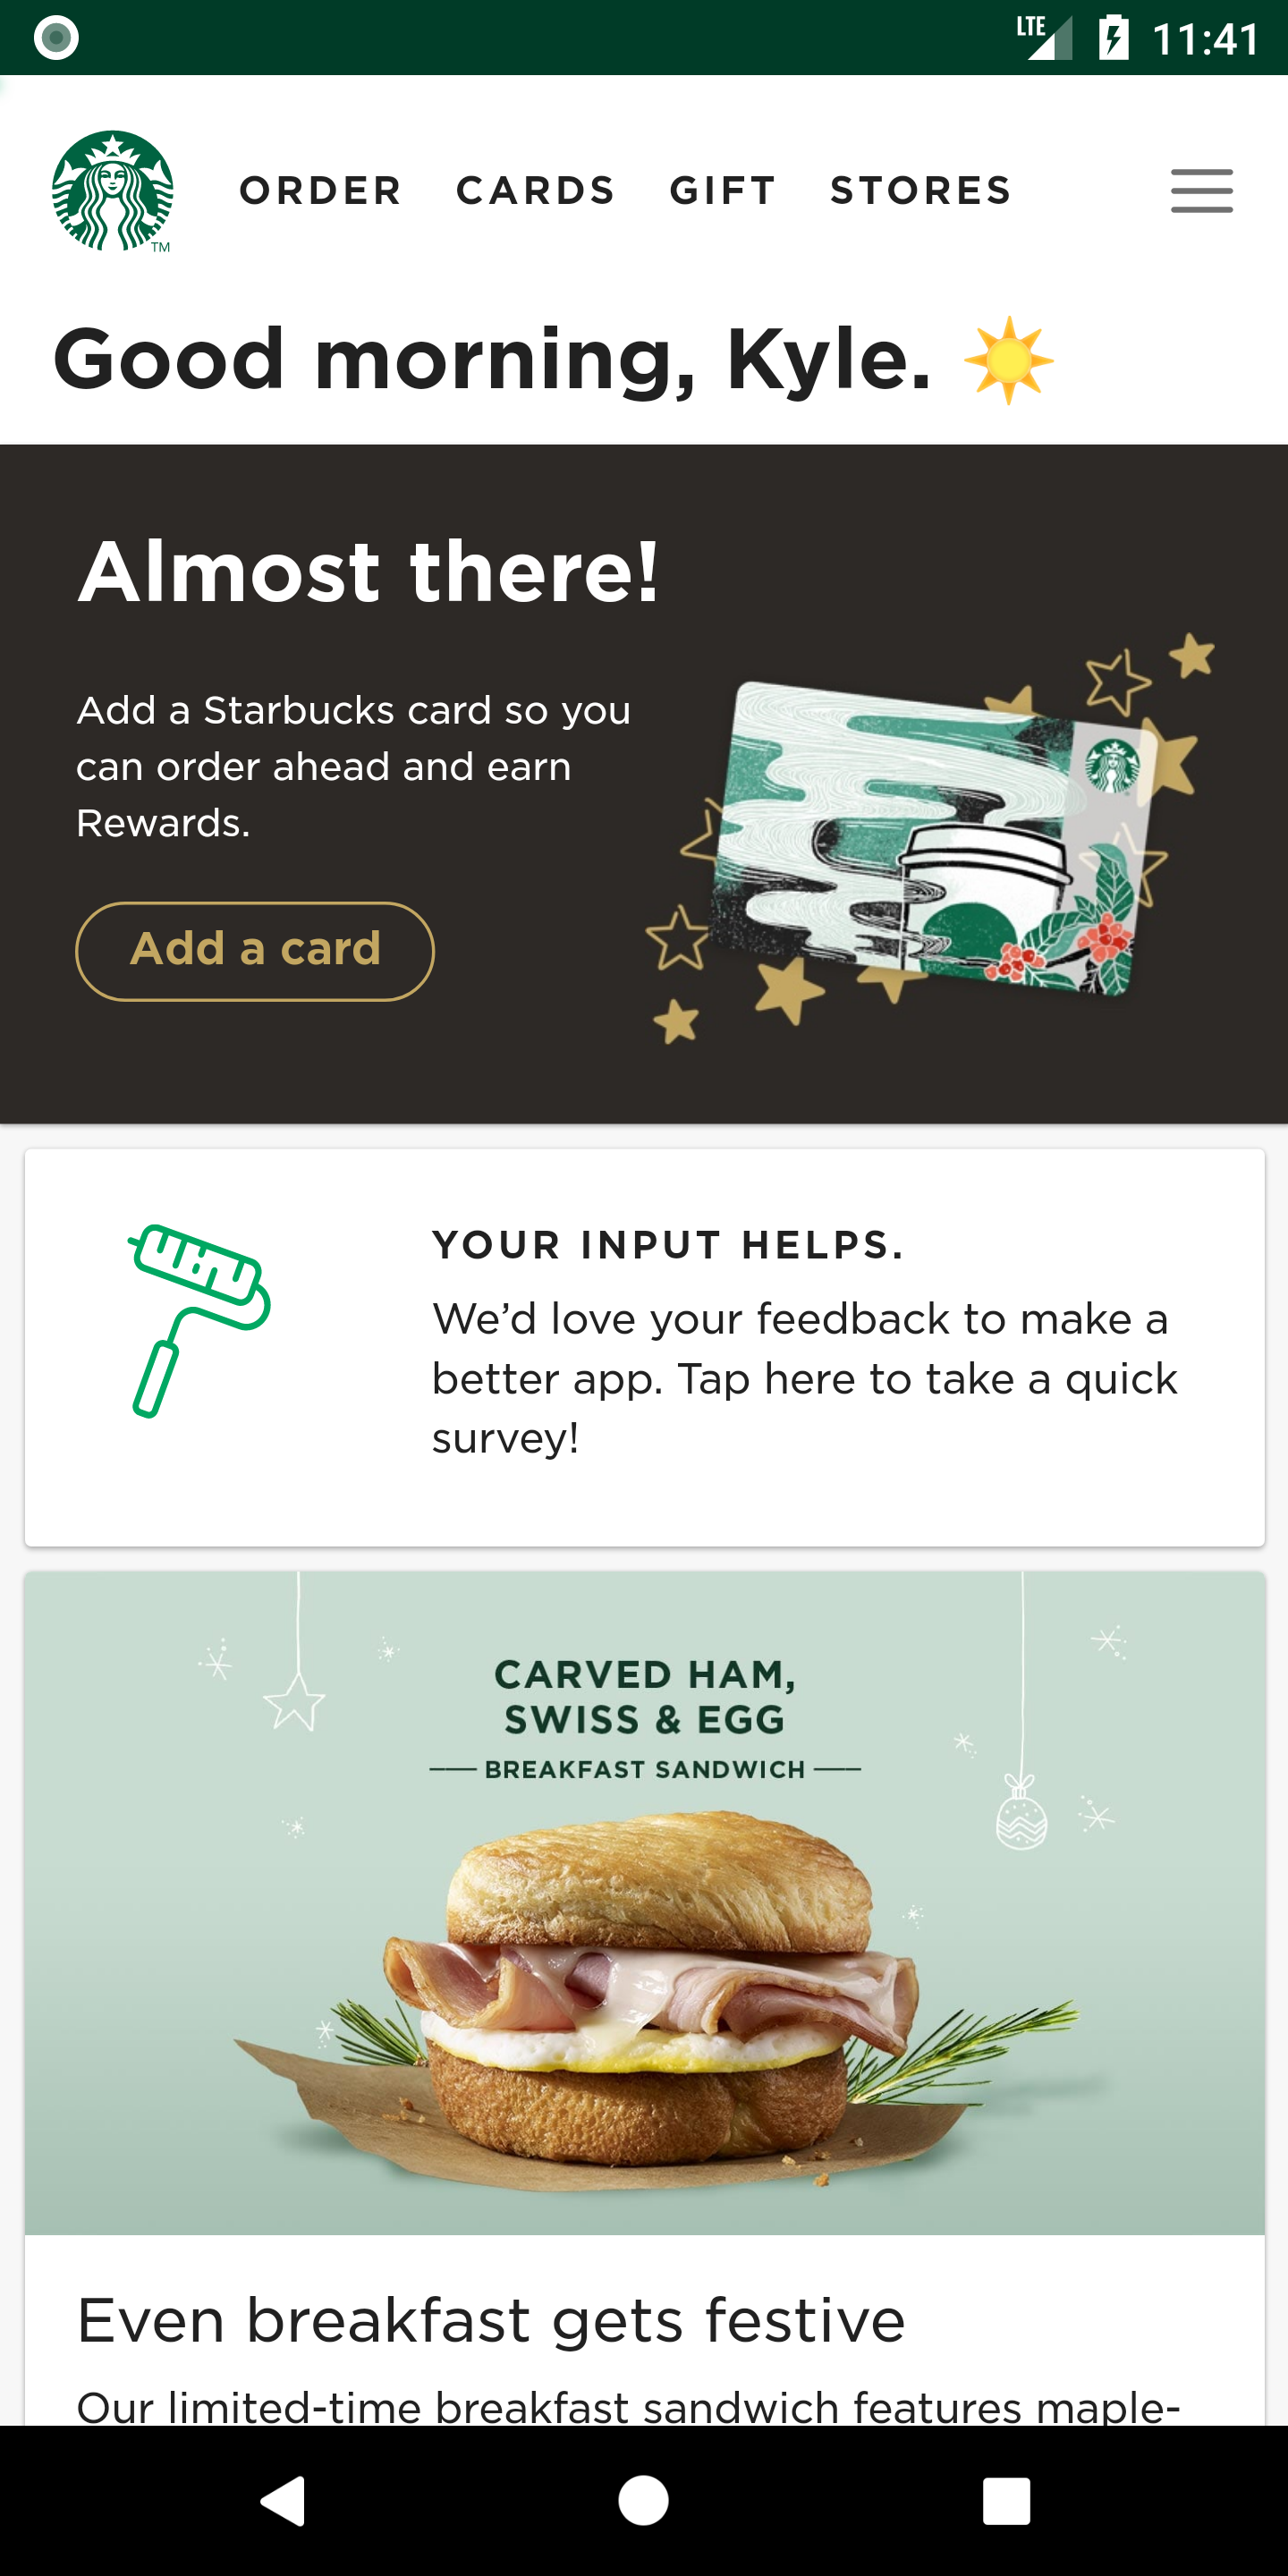 LTE 11:41
ORDER CARDS GIFT STORES
TM
Good morning, Kyle.
Almost there!
Add a Starbucks card so you
can order ahead and earn
Rewards.
Add a card
YOUR INPUT HELPS.
We’d love your feedback to make a
better app. Tap here to take a quick
survey!
CARVED HAM,
SWISS & EGG
BREAKFAST SANDWICH
Even breakfast gets festive
Our limited-time breakfast sandwich features maple-